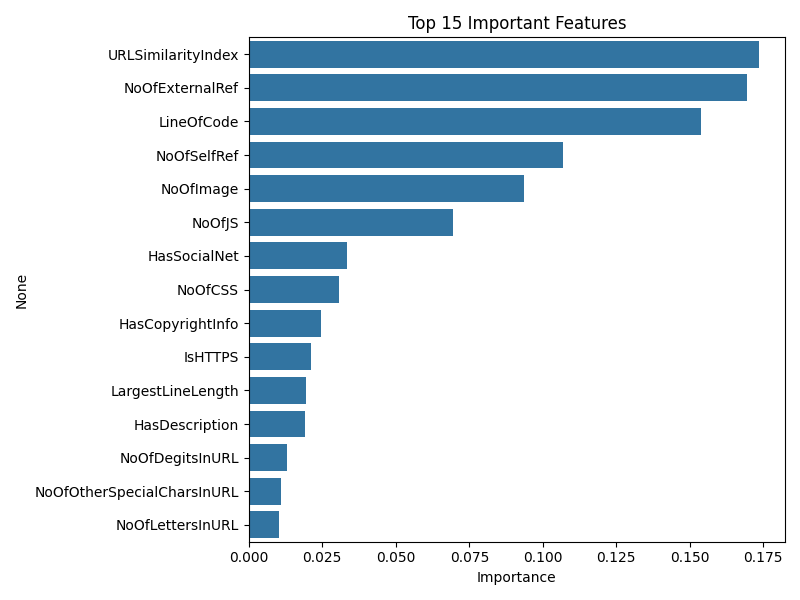 Top 15 Important Features
URLSimilarityIndex
NoOfExternalRef
LineOfCode
NoOfSelfRef
NoOfImage
NoOfJS
HasSocialNet
NoOfCSS
HasCopyrightInfo
IsHTTPS
LargestLineLength
HasDescription
NoOfDegitsInURL
NoOfOtherSpecialCharsInURL
NoOfLettersInURL
None
0.000 0.025 0.050 0.075 0.100 0.125 0.150 0.175
Importance